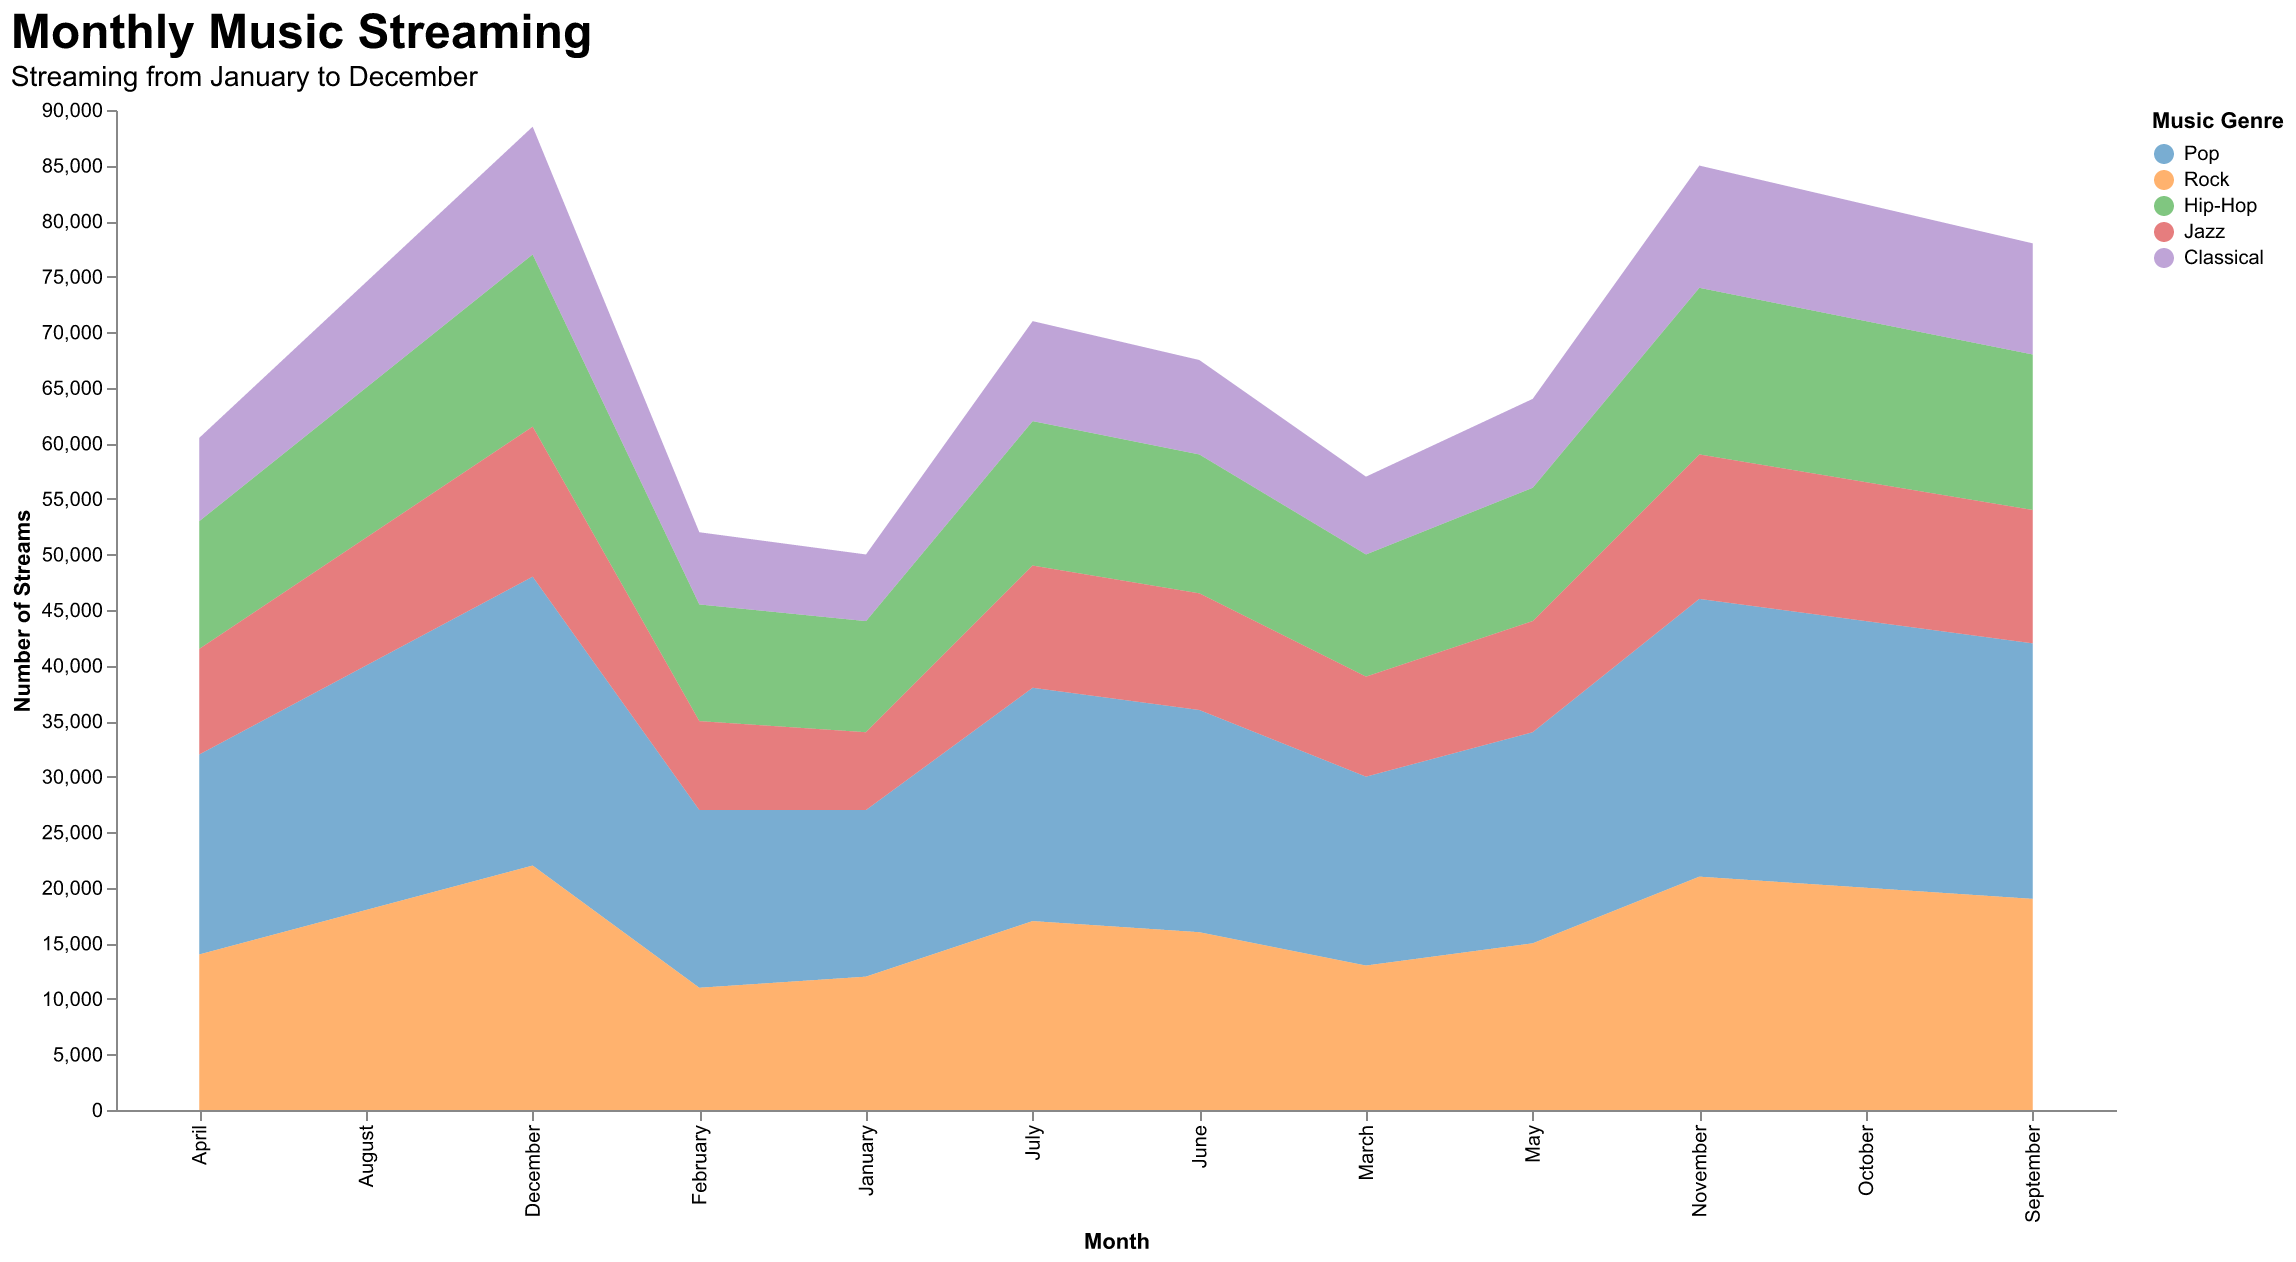 Monthly Music Streaming
Streaming from January to December
90,000
85,000
80,000
75,000
70,000
65,000
60,000
55,000
50,000
45,000
40,000
35,000
30,000
25,000
20,000
15,000
10,000
5,000
0
Number of Streams
April
August
December
February
January
July
June
March
May
November
October
September
Month
Music Genre
Pop
Rock
Hip-Hop
Jazz
Classical